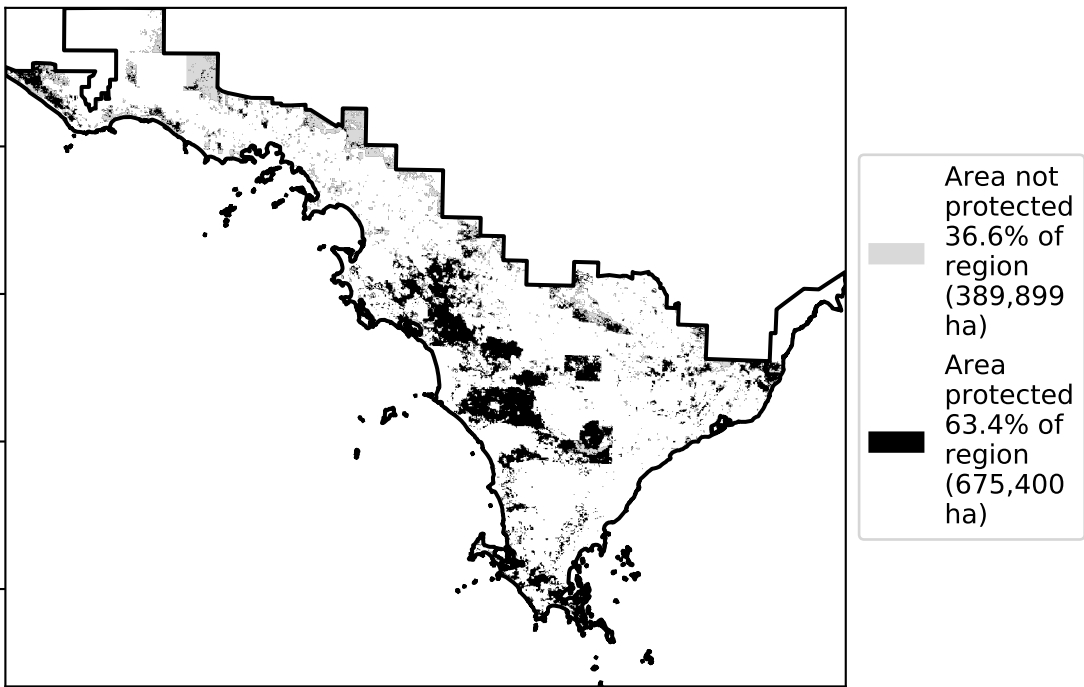 Area not
protected
36.6% of
region
(389,899
ha)
Area
protected
63.4% of
region
(675,400
ha)